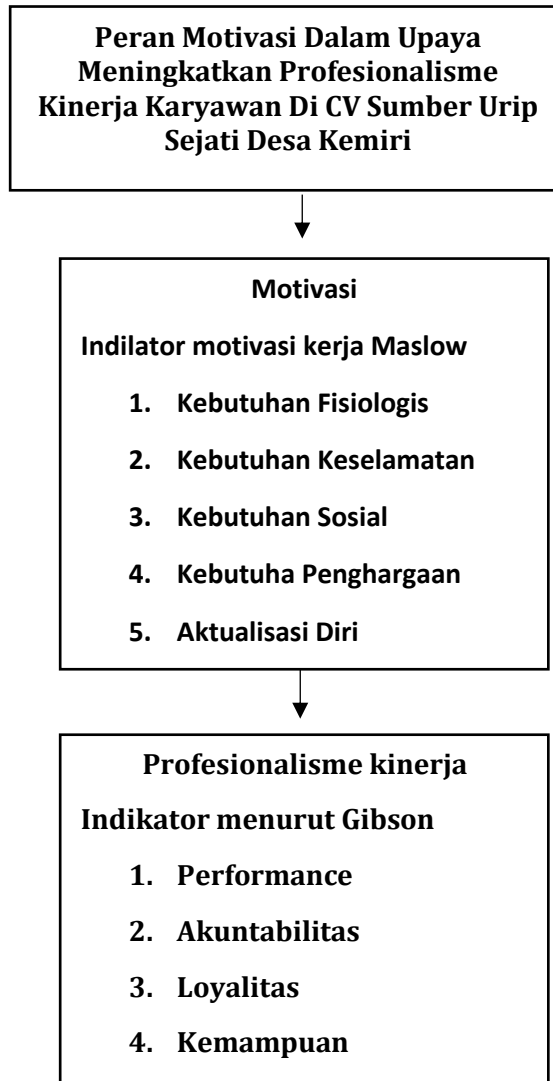 Peran Motivasi Dalam Upaya
Meningkatkan Profesionalisme
Kinerja Karyawan Di CV Sumber Urip
Sejati Desa Kemiri
Motivasi
Indilator motivasi kerja Maslow
1. Kebutuhan Fisiologis
2. Kebutuhan Keselamatan
3. Kebutuhan Sosial
4. Kebutuha Penghargaan
5. Aktualisasi Diri
Profesionalisme kinerja
Indikator menurut Gibson
1. Performance
2. Akuntabilitas
3. Loyalitas
4. Kemampuan